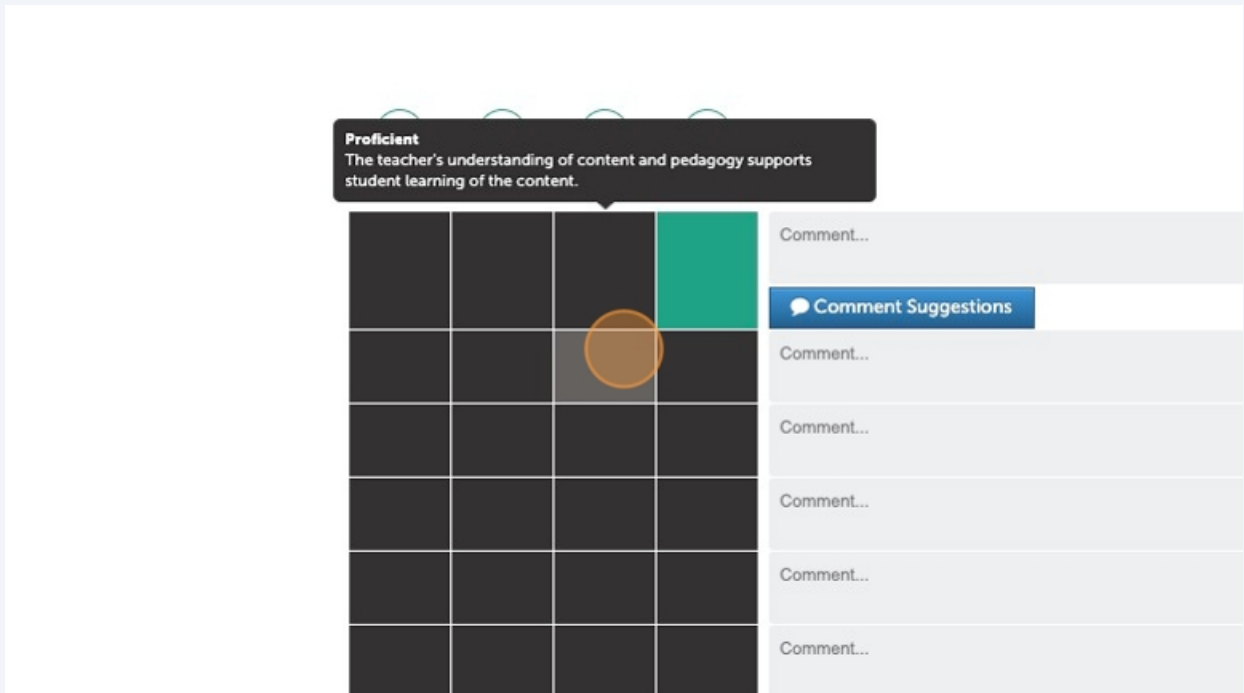 Proficient
The teacher's understanding of content and pedagogy supports
student learning of the content.
Comment...
Comment Suggestions
Comment...
Comment...
Comment...
Comment...
Comment...